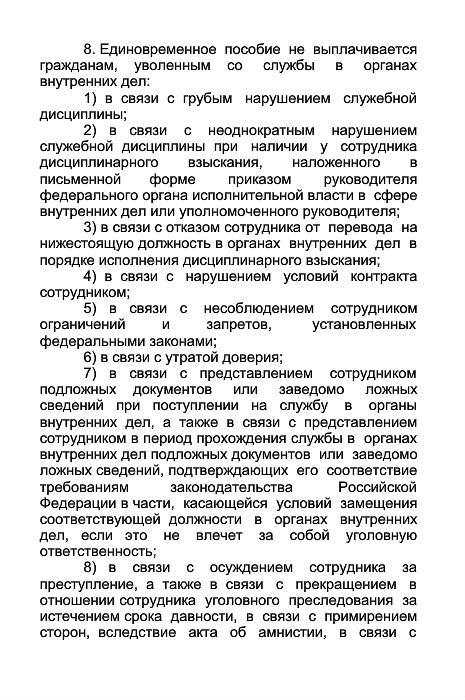 8. Единовременное пособие не выплачивается
гражданам, уволенным со службы в органах
внутренних дел:
1) в связи с грубым нарушением служебной
дисциплины;
2) в связи с неоднократным нарушением
служебной дисциплины при наличии у сотрудника
дисциплинарного взыскания, наложенного в
письменной форме приказом руководителя
федерального органа исполнительной власти в сфере
внутренних дел или уполномоченного руководителя;
3) в связи с отказом сотрудника от перевода на
нижестоящую должность в органах внутренних дел в
порядке исполнения дисциплинарного взыскания;
4) в связи с нарушением условий контракта
сотрудником;
5) в связи с несоблюдением сотрудником
ограничений и запретов, установленных
федеральными законами;
6) в связи с утратой доверия;
7) в связи с представлением сотрудником
подложных документов или заведомо ложных
сведений при поступлении на службу в органы
внутренних дел, а также в связи с представлением
сотрудником в период прохождения службы в органах
внутренних дел подложных документов или заведомо
ложных сведений, подтверждающих его соответствие
требованиям законодательства Российской
Федерации в части, касающейся условий замещения
соответствующей должности в органах внутренних
дел, если это не влечет за собой уголовную
ответственность;
8) в связи с осуждением сотрудника за
преступление, а также в связи с прекращением в
отношении сотрудника уголовного преследования за
истечением срока давности, в связи с примирением
сторон, вследствие акта об амнистии, в связи с